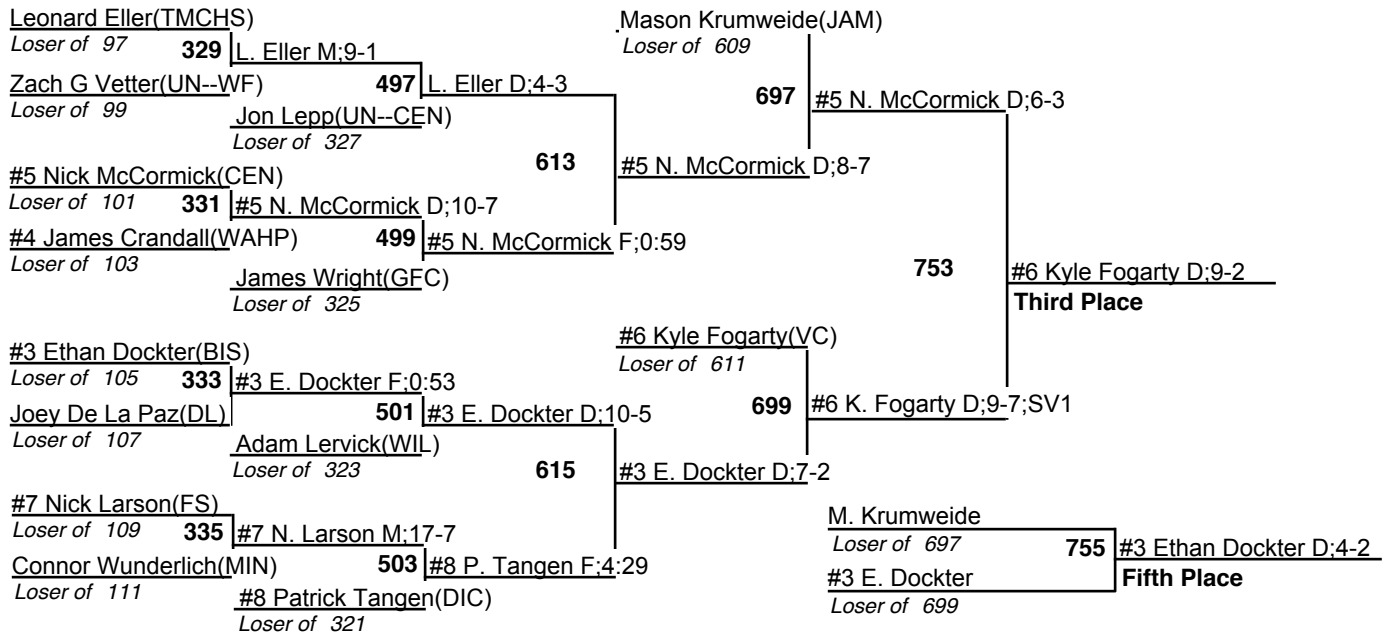 Leonard Eller(TMCHS)
Loser of 97
329
L. Eller M;9-1
Zach G Vetter(UN--WF)
Loser of 99
497
L. Eller D;4-3
Jon Lepp(UN--CEN)
Loser of 327
613
#5 N. McCormick D;8-7
#5 Nick McCormick(CEN)
Loser of 101
331
#5 N. McCormick D;10-7
#4 James Crandall(WAHP)
Loser of 103
499
#5 N. McCormick F;0:59
James Wright(GFC)
Loser of 325
Mason Krumweide(JAM)
Loser of 609
697
#5 N. McCormick D;6-3
753
#6 Kyle Fogarty D;9-2
Third Place
#3 Ethan Dockter(BIS)
Loser of 105
333
#3 E. Dockter F;0:53
Joey De La Paz(DL)
Loser of 107
501
#3 E. Dockter D;10-5
Adam Lervick(WIL)
Loser of 323
615
#3 E. Dockter D;7-2
#7 Nick Larson(FS)
Loser of 109
335
#7 N. Larson M;17-7
Connor Wunderlich(MIN)
Loser of 111
503
#8 P. Tangen F;4:29
#8 Patrick Tangen(DIC)
Loser of 321
#6 Kyle Fogarty(VC)
Loser of 611
699
#6 K. Fogarty D;9-7;SV1
M. Krumweide
Loser of 697
755
#3 Ethan Dockter D;4-2
#3 E. Dockter
Loser of 699
Fifth Place